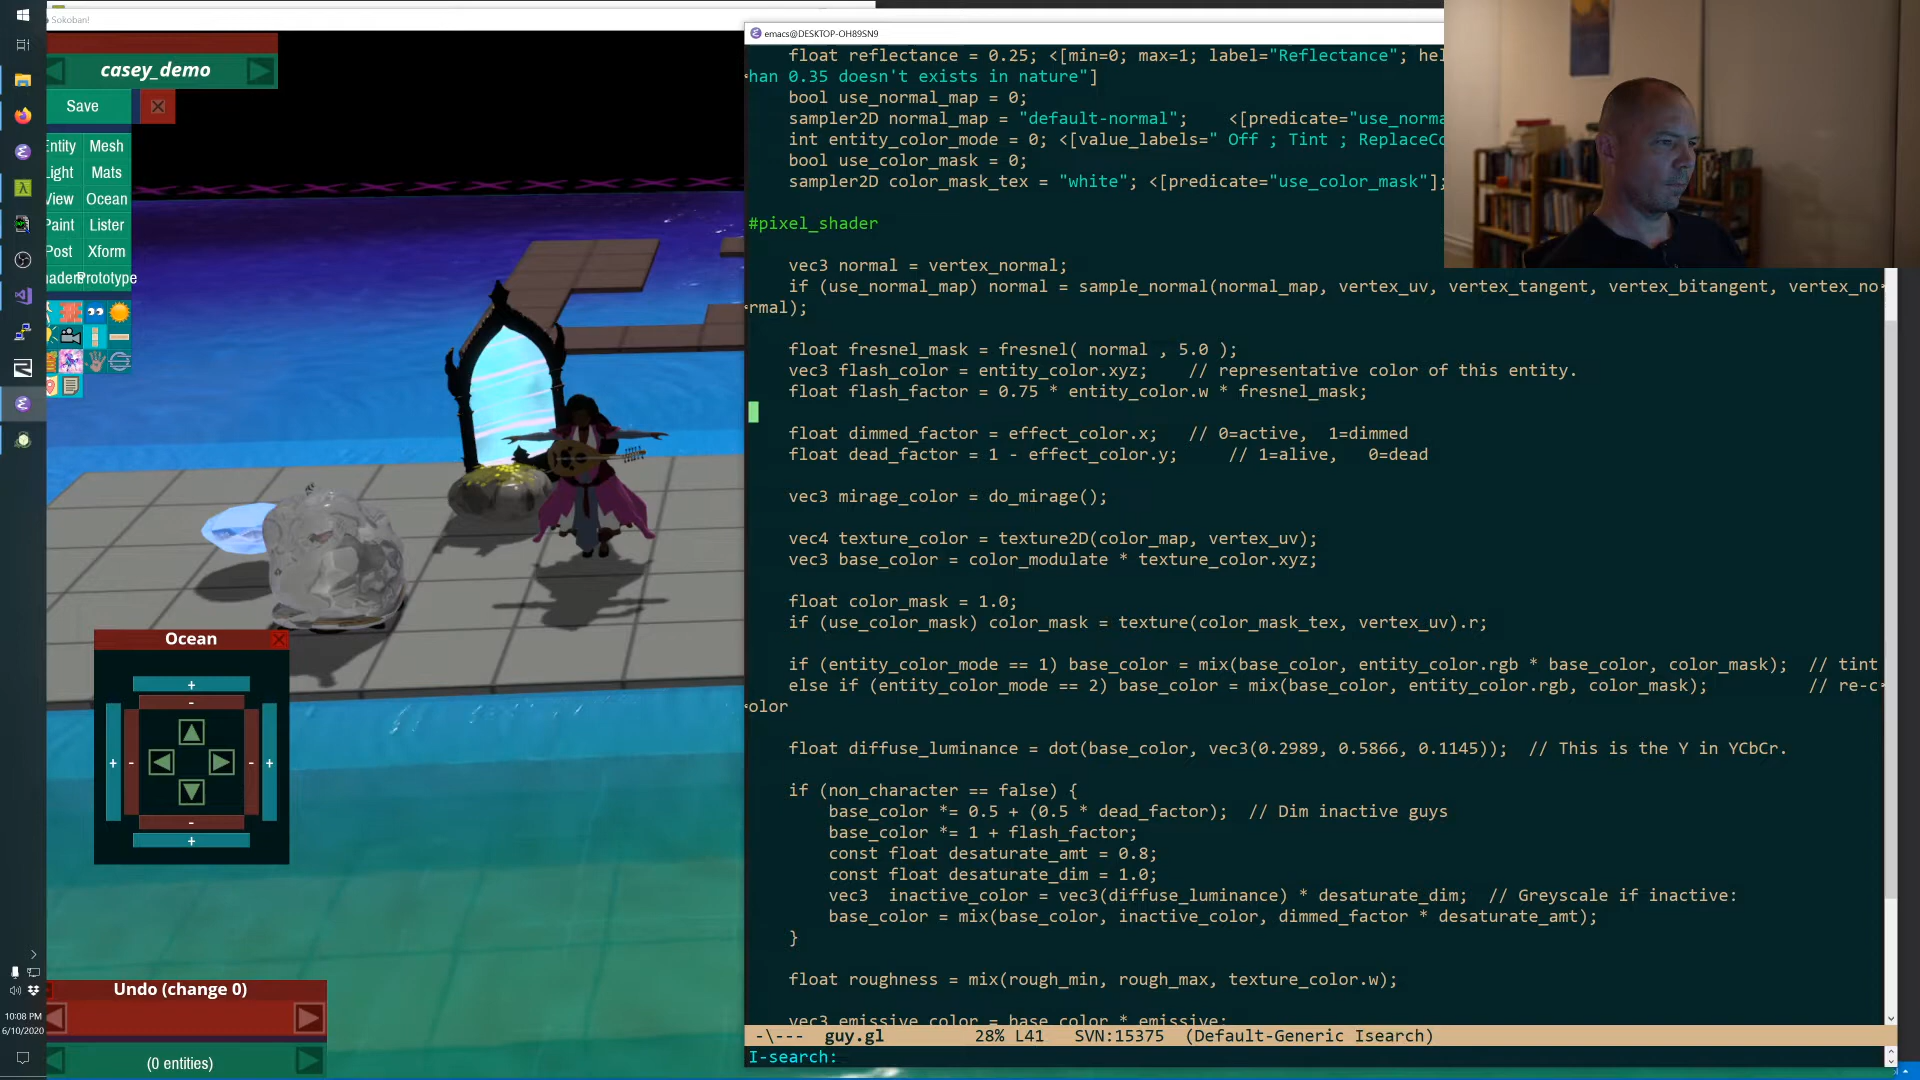 Sokoban!
casey_demo
Save
Entity Mesh
Light Mats
View Ocean
Paint Lister
Post Xform
Prototype
Ocean
+
-
+ - - +
-
+
Undo (change 0)
(0 entities)
10:08 PM
6/10/2020
emacs@DESKTOP-OH89SN9
float reflectance = 0.25; <[min=0; max=1; label="Reflectance"; hel
han 0.35 doesn't exists in nature"]
bool use_normal_map = 0;
sampler2D normal_map = "default-normal";    <[predicate="use_norma
int entity_color_mode = 0; <[value_labels=" Off ; Tint ; ReplaceCo
bool use_color_mask = 0;
sampler2D color_mask_tex = "white"; <[predicate="use_color_mask"];
#pixel_shader
vec3 normal = vertex_normal;
if (use_normal_map) normal = sample_normal(normal_map, vertex_uv, vertex_tangent, vertex_bitangent, vertex_no
rmal);
float fresnel_mask = fresnel( normal , 5.0 );
vec3 flash_color = entity_color.xyz;    // representative color of this entity.
float flash_factor = 0.75 * entity_color.w * fresnel_mask;
float dimmed_factor = effect_color.x;   // 0=active,  1=dimmed
float dead_factor = 1 - effect_color.y;     // 1=alive,   0=dead
vec3 mirage_color = do_mirage();
vec4 texture_color = texture2D(color_map, vertex_uv);
vec3 base_color = color_modulate * texture_color.xyz;
float color_mask = 1.0;
if (use_color_mask) color_mask = texture(color_mask_tex, vertex_uv).r;
if (entity_color_mode == 1) base_color = mix(base_color, entity_color.rgb * base_color, color_mask);  // tint
else if (entity_color_mode == 2) base_color = mix(base_color, entity_color.rgb, color_mask);          // re-c
olor
float diffuse_luminance = dot(base_color, vec3(0.2989, 0.5866, 0.1145));  // This is the Y in YCbCr.
if (non_character == false) {
base_color *= 0.5 + (0.5 * dead_factor);  // Dim inactive guys
base_color *= 1 + flash_factor;
const float desaturate_amt = 0.8;
const float desaturate_dim = 1.0;
vec3  inactive_color = vec3(diffuse_luminance) * desaturate_dim;  // Greyscale if inactive:
base_color = mix(base_color, inactive_color, dimmed_factor * desaturate_amt);
}
float roughness = mix(rough_min, rough_max, texture_color.w);
vec3 emissive_color = base_color * emissive;
-\--- guy.gl 28% L41 SVN:15375 (Default-Generic Isearch)
I-search: